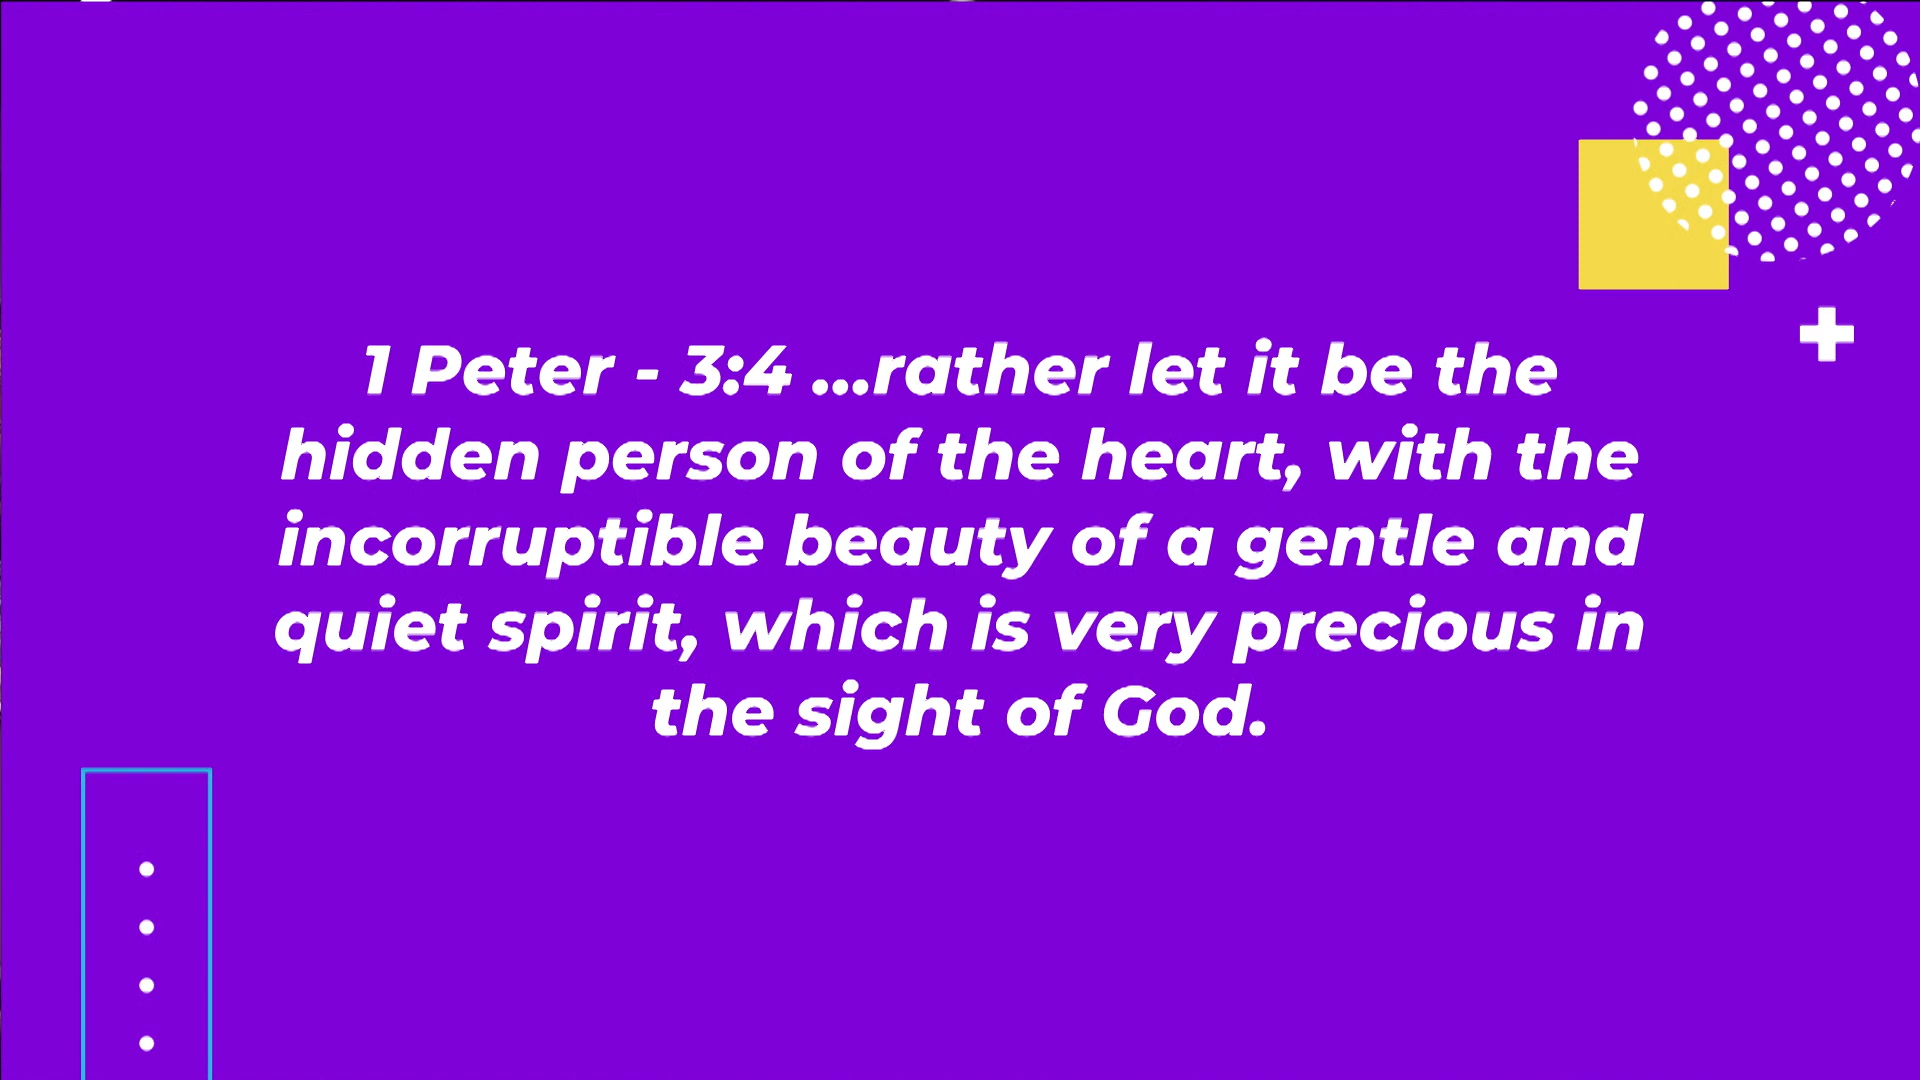 1 Peter - 3:4 ...rather let it be the
hidden person of the heart, with the
incorruptible beauty of a gentle and
quiet spirit, which is very precious in
the sight of God.